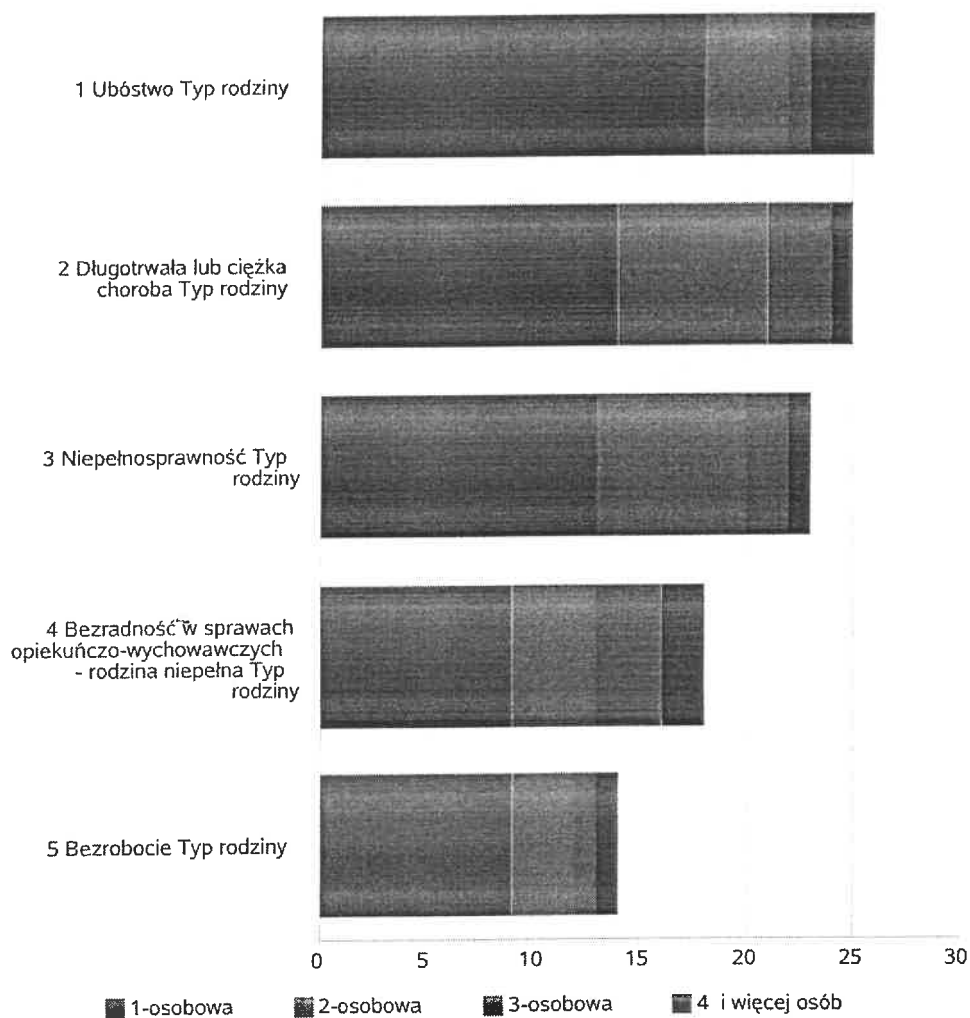 1 Ubóstwo Typ rodziny
2 Długotrwała lub ciężka
choroba Typ rodziny
3 Niepełnosprawność Typ
rodziny
4 Bezradność w sprawach
opiekuńczo-wychowawczych
- rodzina niepełna Typ
rodziny
5 Bezrobocie Typ rodziny
0 5 10 15 20 25 30
1-osobowa 2-osobowa 3-osobowa 4 i więcej osób